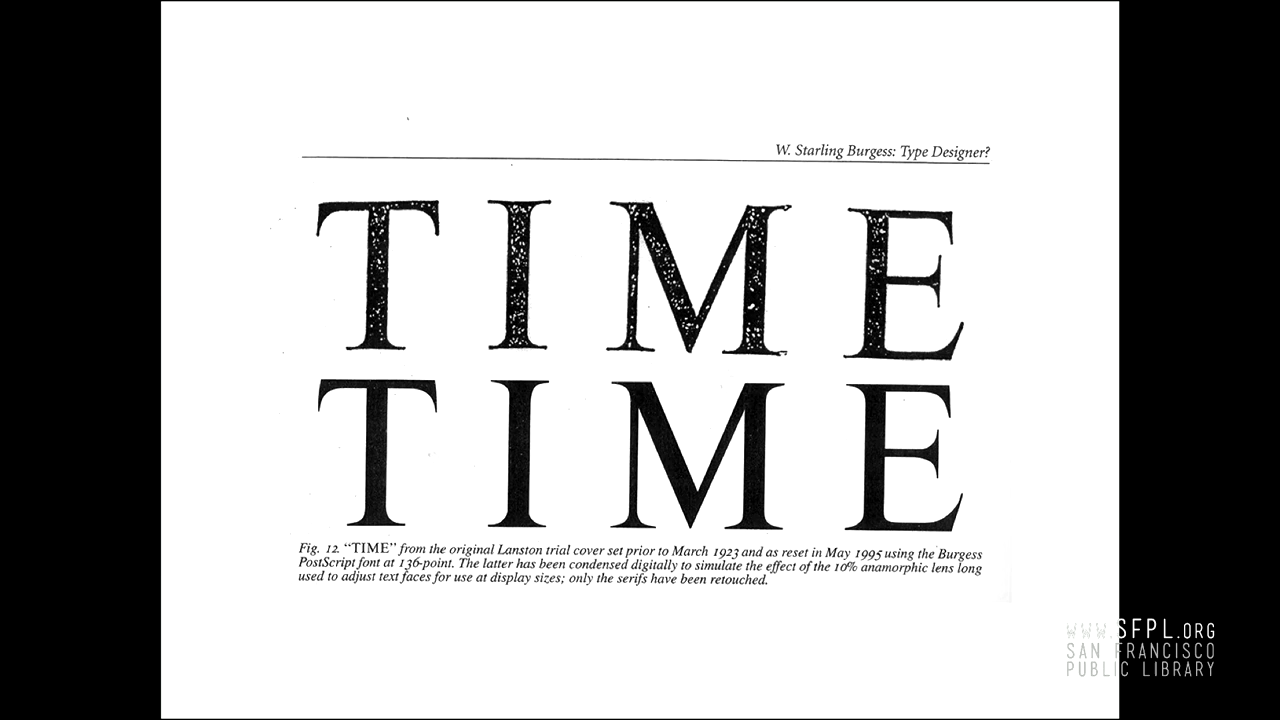 W. Starling Burgess: Type Designer?
TIME
TIME
Fig. 12. “TIME” from the original Lanston trial cover set prior to March 1923 and as reset in May 1995 using the Burgess
PostScript font at 136-point. The latter has been condensed digitally to simulate the effect of the 10% anamorphic lens long
used to adjust text faces for use at display sizes; only the serifs have been retouched.
WWW.SFPL.ORG
SAN FRANCISCO
PUBLIC LIBRARY